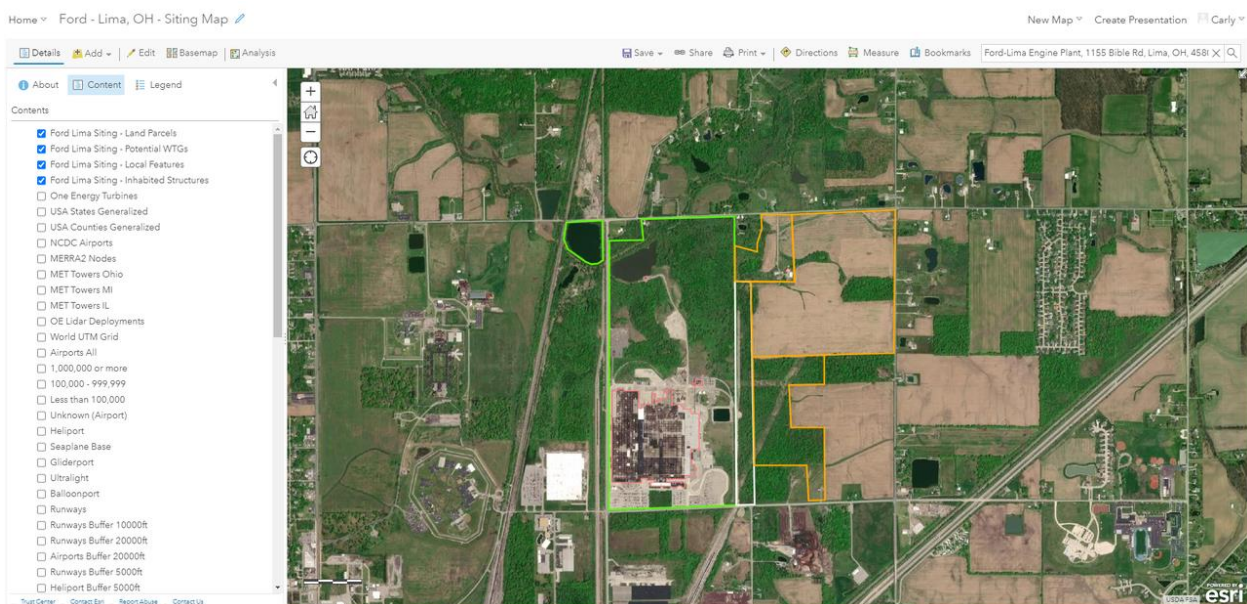 Home Ford - Lima, OH - Siting Map New Map Create Presentation Carly
Details Add Edit Basemap Analysis Save Share Print Directions Measure Bookmarks Ford-Lima Engine Plant, 1155 Bible Rd, Lima, OH, 458
About Content Legend
Contents
Ford Lima Siting - Land Parcels
Ford Lima Siting - Potential WTGs
Ford Lima Siting - Local Features
Ford Lima Siting - Inhabited Structures
One Energy Turbines
USA States Generalized
USA Counties Generalized
NCDC Airports
MERRA2 Nodes
MET Towers Ohio
MET Towers MI
MET Towers IL
OE Lidar Deployments
World UTM Grid
Airports All
1,000,000 or more
100,000 - 999,999
Less than 100,000
Unknown (Airport)
Heliport
Seaplane Base
Gliderport
Ultralight
Balloonport
Runways
Runways Buffer 10000ft
Runways Buffer 20000ft
Airports Buffer 20000ft
Runways Buffer 5000ft
Heliport Buffer 5000ft
Trust Center Contact Esri Report Abuse Contact Us
POWERED BY
esri
USDA FSA